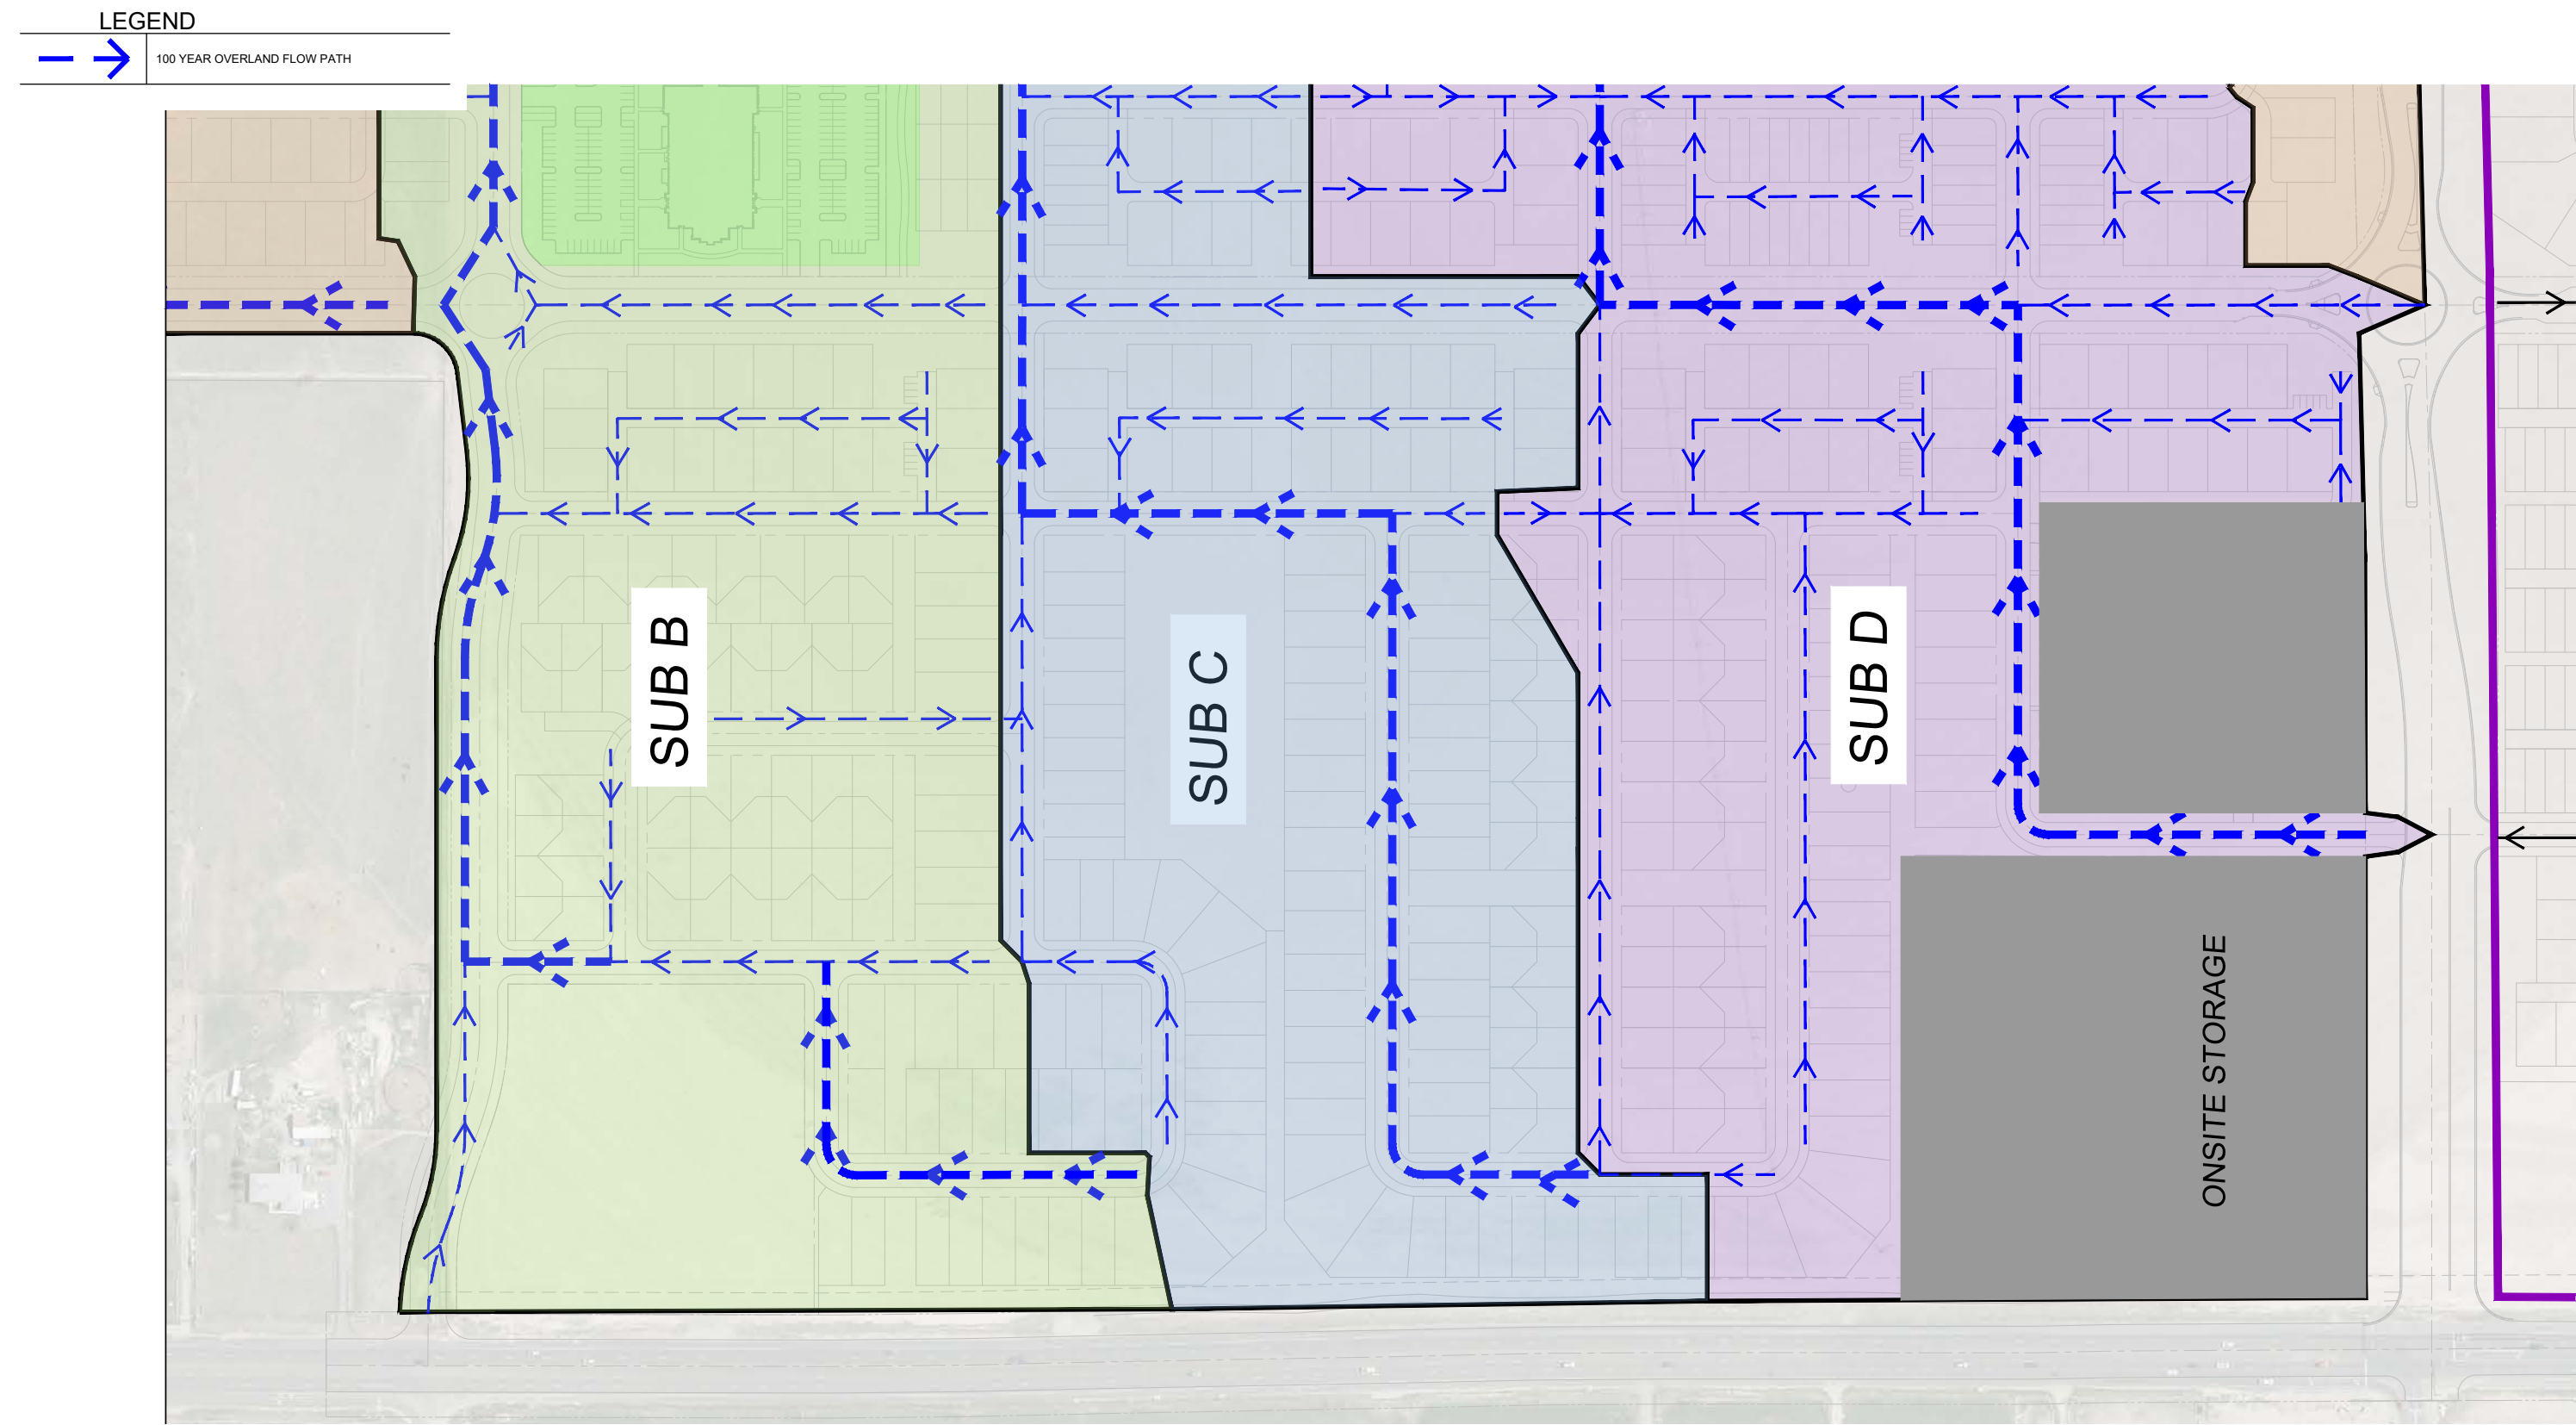 LEGEND
100 YEAR OVERLAND FLOW PATH
SUB B
SUB C
SUB D
ONSITE STORAGE